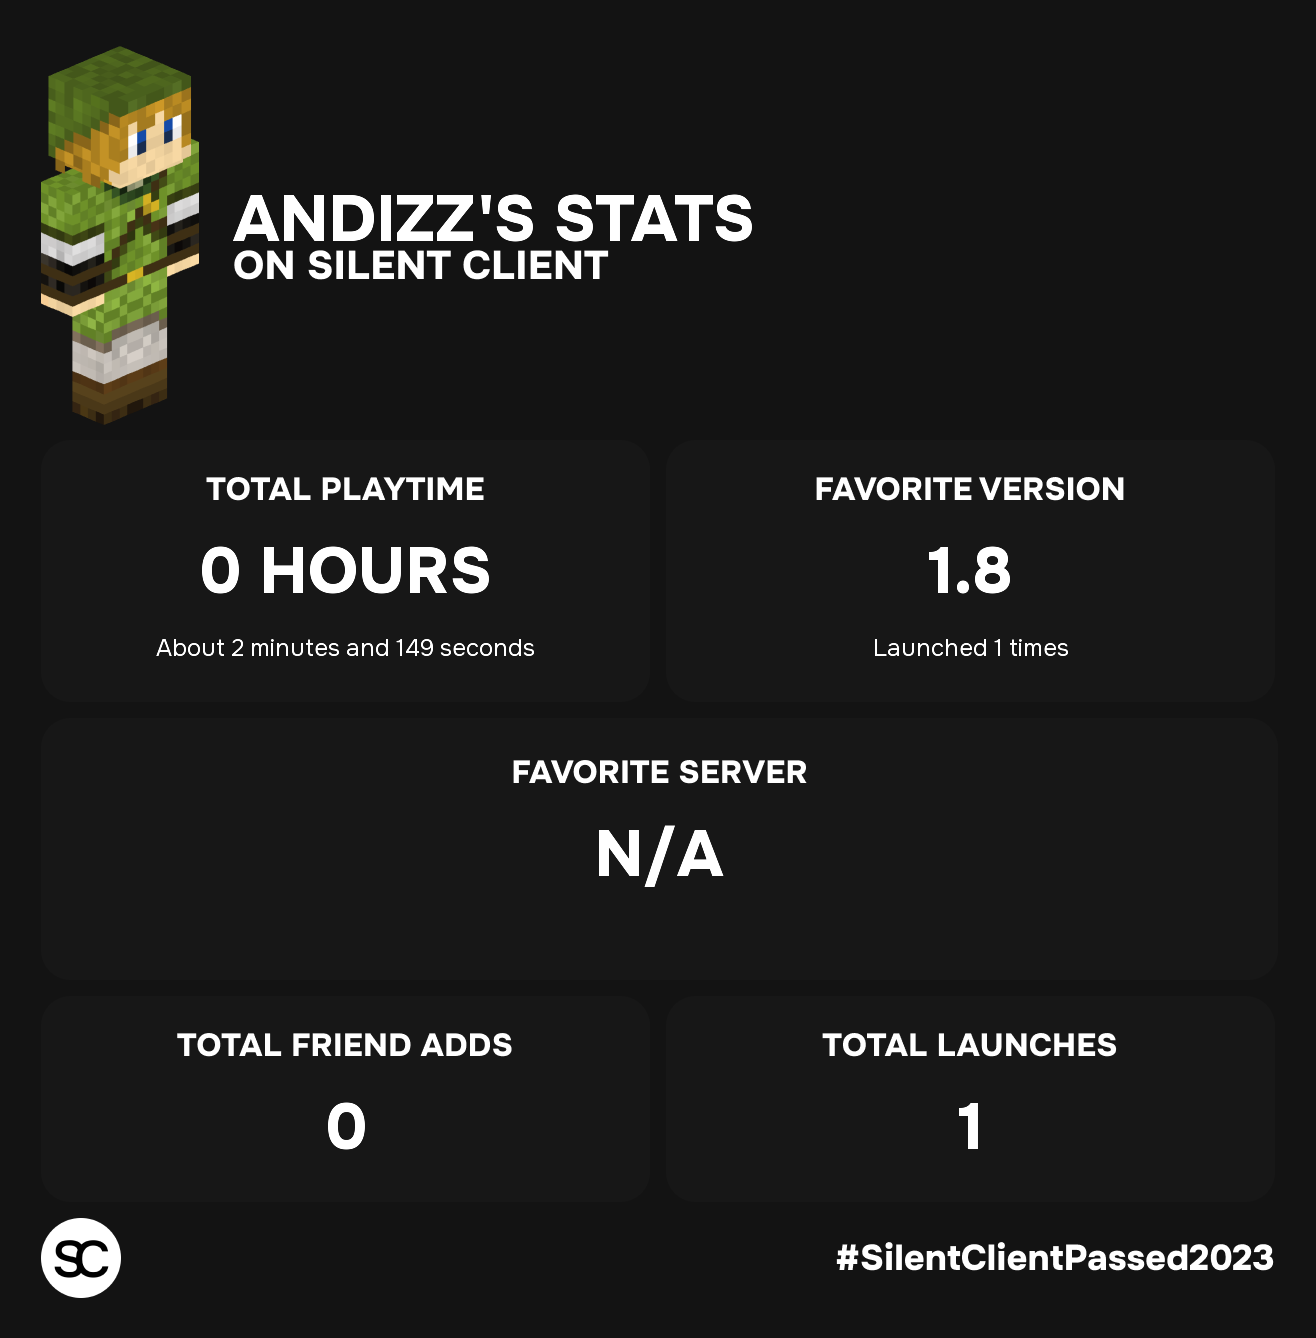 ANDIZZ'S STATS
ON SILENT CLIENT
TOTAL PLAYTIME
0 HOURS
About 2 minutes and 149 seconds
FAVORITE VERSION
1.8
Launched 1 times
FAVORITE SERVER
N/A
TOTAL FRIEND ADDS
0
TOTAL LAUNCHES
1
SC
#SilentClientPassed2023